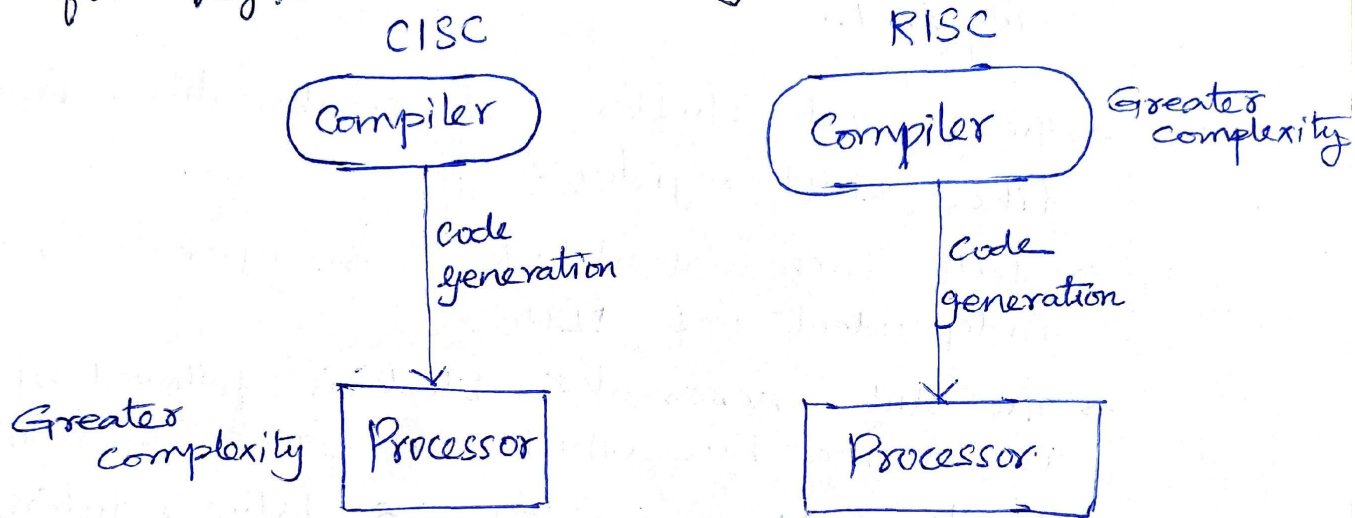 CISC
Compiler
code
generation
Greater
complexity
Processor
RISC
Compiler
Greater
complexity
Code
generation
Processor